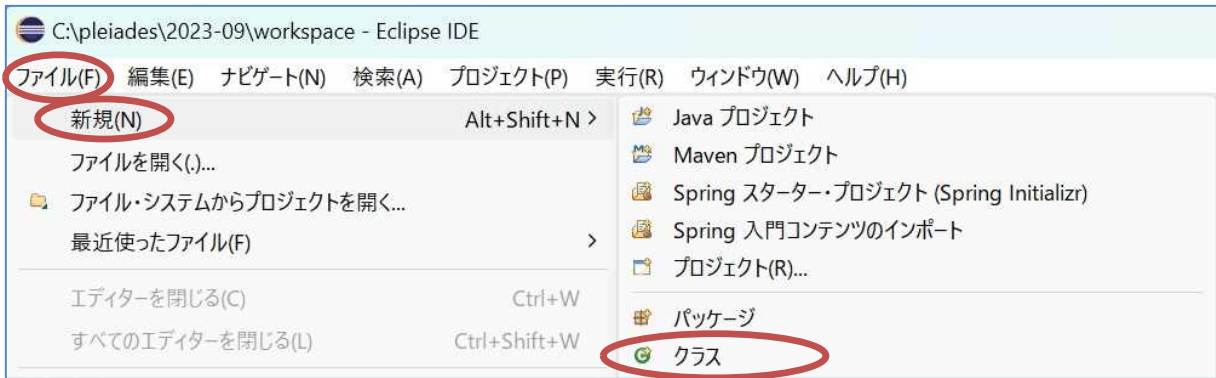 C:\pleiades\2023-09\workspace - Eclipse IDE
ファイル(F) 編集(E) ナビゲート(N) 検索(A) プロジェクト(P) 実行(R) ウィンドウ(W) ヘルプ(H)
新規(N) Alt+Shift+N >
ファイルを開く(.)...
ファイル・システムからプロジェクトを開く...
最近使ったファイル(F) >
エディターを閉じる(C) Ctrl+W
すべてのエディターを閉じる(L) Ctrl+Shift+W
Java プロジェクト
Maven プロジェクト
Spring スターター・プロジェクト (Spring Initializr)
Spring 入門コンテンツのインポート
プロジェクト(R)...
パッケージ
クラス